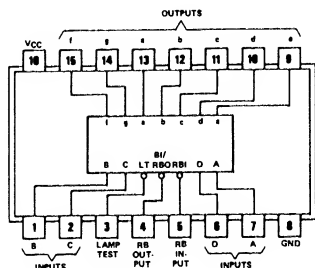 OUTPUTS
VCC f g a b c d e
16 15 14 13 12 11 10 9
f g a b c d e
BI/
B C LT RBO RBI D A
1 2 3 4 5 6 7 8
B C LAMP RB RB D A GND
INPUTS TEST OUT- IN- INPUTS
PUT PUT